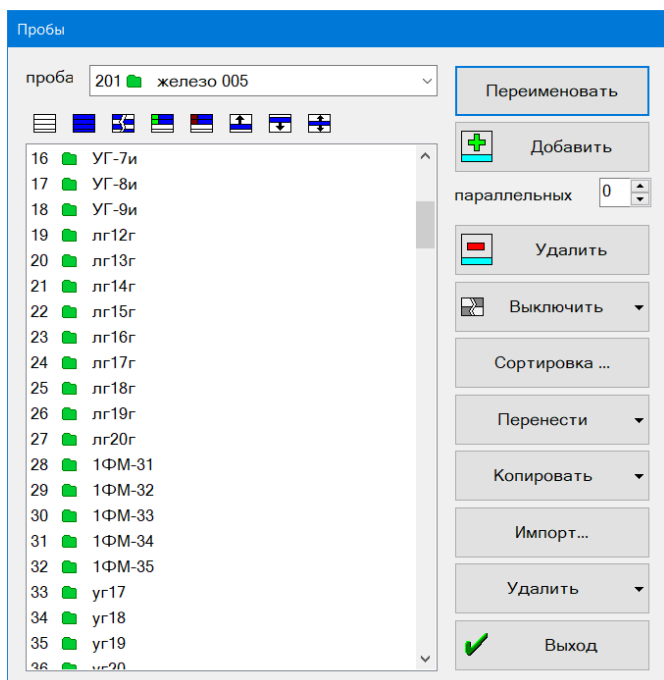 Пробы
проба 201 железо 005
Переименовать
Добавить
параллельных 0
Удалить
Выключить
Сортировка ...
Перенести
Копировать
Импорт...
Удалить
Выход
16 УГ-7и
17 УГ-8и
18 УГ-9и
19 лг12г
20 лг13г
21 лг14г
22 лг15г
23 лг16г
24 лг17г
25 лг18г
26 лг19г
27 лг20г
28 1ФМ-31
29 1ФМ-32
30 1ФМ-33
31 1ФМ-34
32 1ФМ-35
33 уг17
34 уг18
35 уг19
36 уг20